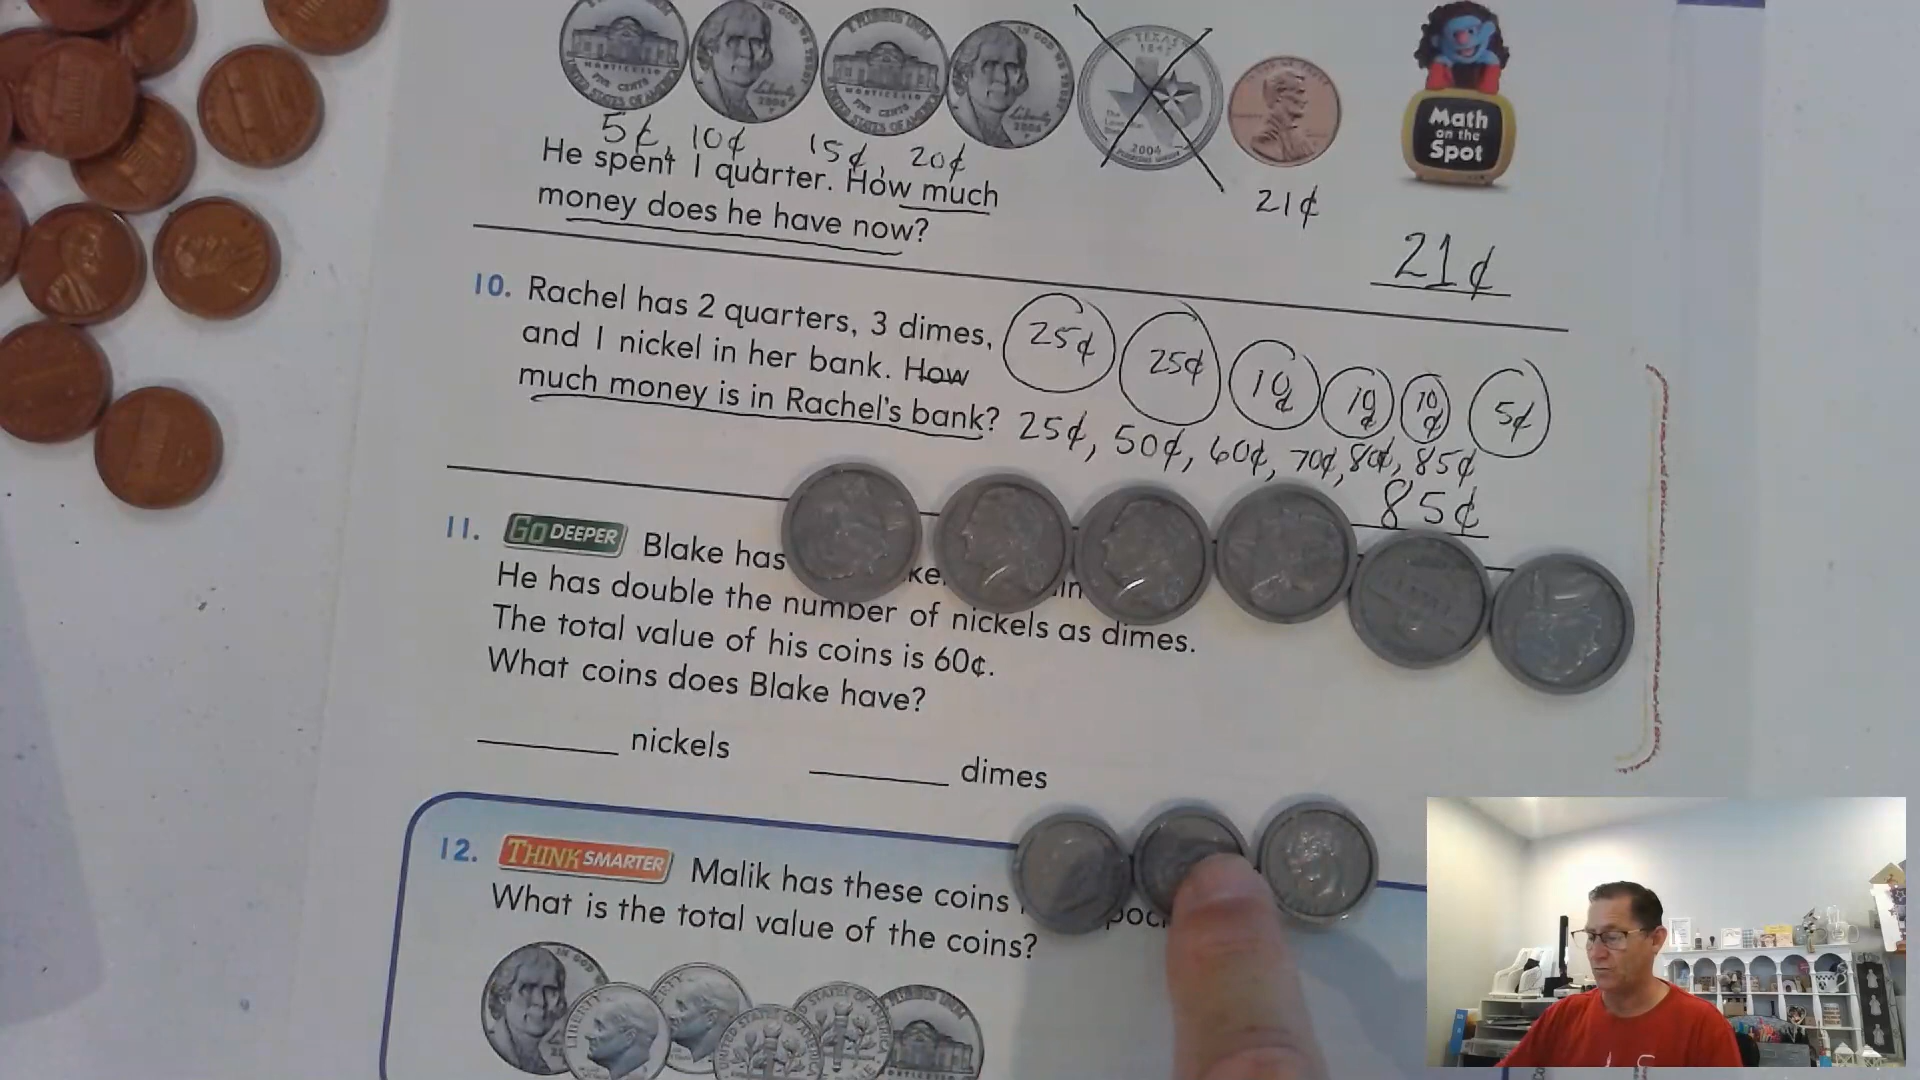 5¢, 10¢, 15¢, 20¢
He spent 1 quarter. How much
money does he have now?
21¢
Math
on the
Spot
21¢
10. Rachel has 2 quarters, 3 dimes,
and 1 nickel in her bank. How
much money is in Rachel's bank?
25¢ 25¢ 10¢ 10¢ 10¢ 5¢
25¢, 50¢, 60¢, 70¢, 80¢, 85¢
85¢
11. GO DEEPER Blake has
He has double the number of nickels as dimes.
The total value of his coins is 60¢.
What coins does Blake have?
nickels
dimes
12. THINK SMARTER Malik has these coins
What is the total value of the coins?